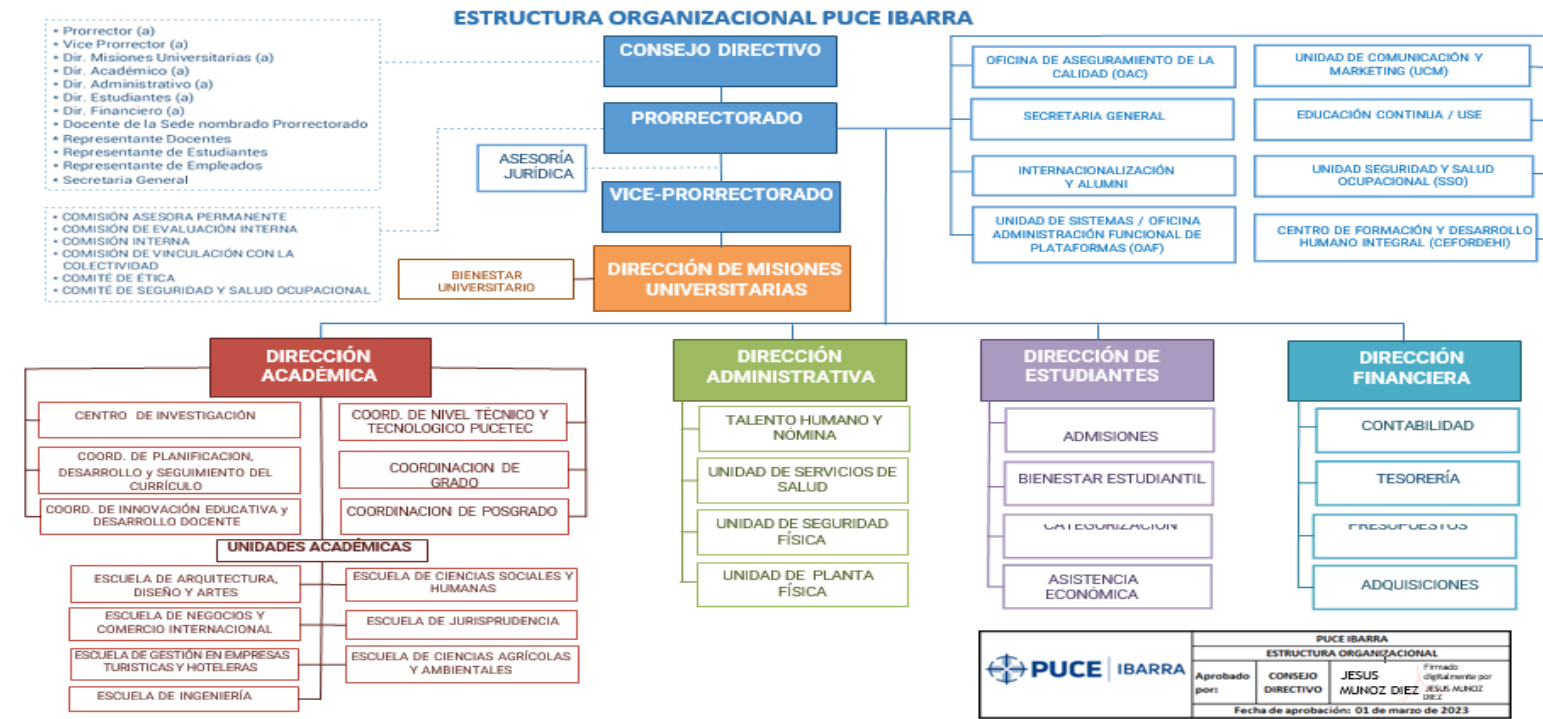 ESTRUCTURA ORGANIZACIONAL PUCE IBARRA
• Prorrector (a)
• Vice Prorrector (a)
• Dir. Misiones Universitarias (a)
• Dir. Académico (a)
• Dir. Administrativo (a)
• Dir. Estudiantes (a)
• Dir. Financiero (a)
• Docente de la Sede nombrado Prorrectorado
• Representante Docentes
• Representante de Estudiantes
• Representante de Empleados
• Secretaria General
• COMISIÓN ASESORA PERMANENTE
• COMISIÓN DE EVALUACIÓN INTERNA
• COMISIÓN INTERNA
• COMISIÓN DE VINCULACIÓN CON LA
COLECTIVIDAD
• COMITÉ DE ÉTICA
• COMITÉ DE SEGURIDAD Y SALUD OCUPACIONAL
CONSEJO DIRECTIVO
PRORRECTORADO
ASESORÍA
JURÍDICA
VICE-PRORRECTORADO
BIENESTAR
UNIVERSITARIO
DIRECCIÓN DE MISIONES
UNIVERSITARIAS
OFICINA DE ASEGURAMIENTO DE LA
CALIDAD (OAC)
UNIDAD DE COMUNICACIÓN Y
MARKETING (UCM)
SECRETARIA GENERAL
EDUCACIÓN CONTINUA / USE
INTERNACIONALIZACIÓN
Y ALUMNI
UNIDAD SEGURIDAD Y SALUD
OCUPACIONAL (SSO)
UNIDAD DE SISTEMAS / OFICINA
ADMINISTRACIÓN FUNCIONAL DE
PLATAFORMAS (OAF)
CENTRO DE FORMACIÓN Y DESARROLLO
HUMANO INTEGRAL (CEFORDEHI)
DIRECCIÓN
ACADÉMICA
CENTRO DE INVESTIGACIÓN
COORD. DE NIVEL TÉCNICO Y
TECNOLOGICO PUCETEC
COORD. DE PLANIFICACION,
DESARROLLO y SEGUIMIENTO DEL
CURRÍCULO
COORDINACION DE
GRADO
COORD. DE INNOVACIÓN EDUCATIVA y
DESARROLLO DOCENTE
COORDINACION DE POSGRADO
UNIDADES ACADÉMICAS
ESCUELA DE ARQUITECTURA,
DISEÑO Y ARTES
ESCUELA DE CIENCIAS SOCIALES Y
HUMANAS
ESCUELA DE NEGOCIOS Y
COMERCIO INTERNACIONAL
ESCUELA DE JURISPRUDENCIA
ESCUELA DE GESTIÓN EN EMPRESAS
TURISTICAS Y HOTELERAS
ESCUELA DE CIENCIAS AGRÍCOLAS
Y AMBIENTALES
ESCUELA DE INGENIERÍA
DIRECCIÓN
ADMINISTRATIVA
TALENTO HUMANO Y
NÓMINA
UNIDAD DE SERVICIOS DE
SALUD
UNIDAD DE SEGURIDAD
FÍSICA
UNIDAD DE PLANTA
FÍSICA
DIRECCIÓN DE
ESTUDIANTES
ADMISIONES
BIENESTAR ESTUDIANTIL
CATEGORIZACIÓN
ASISTENCIA
ECONÓMICA
DIRECCIÓN
FINANCIERA
CONTABILIDAD
TESORERÍA
PRESUPUESTOS
ADQUISICIONES
PUCE IBARRA
PUCE IBARRA
ESTRUCTURA ORGANIZACIONAL
Aprobado
por:
CONSEJO
DIRECTIVO
JESUS
MUNOZ DIEZ
Firmado
digitalmente por
JESUS MUNOZ
DIEZ
Fecha de aprobación: 01 de marzo de 2023